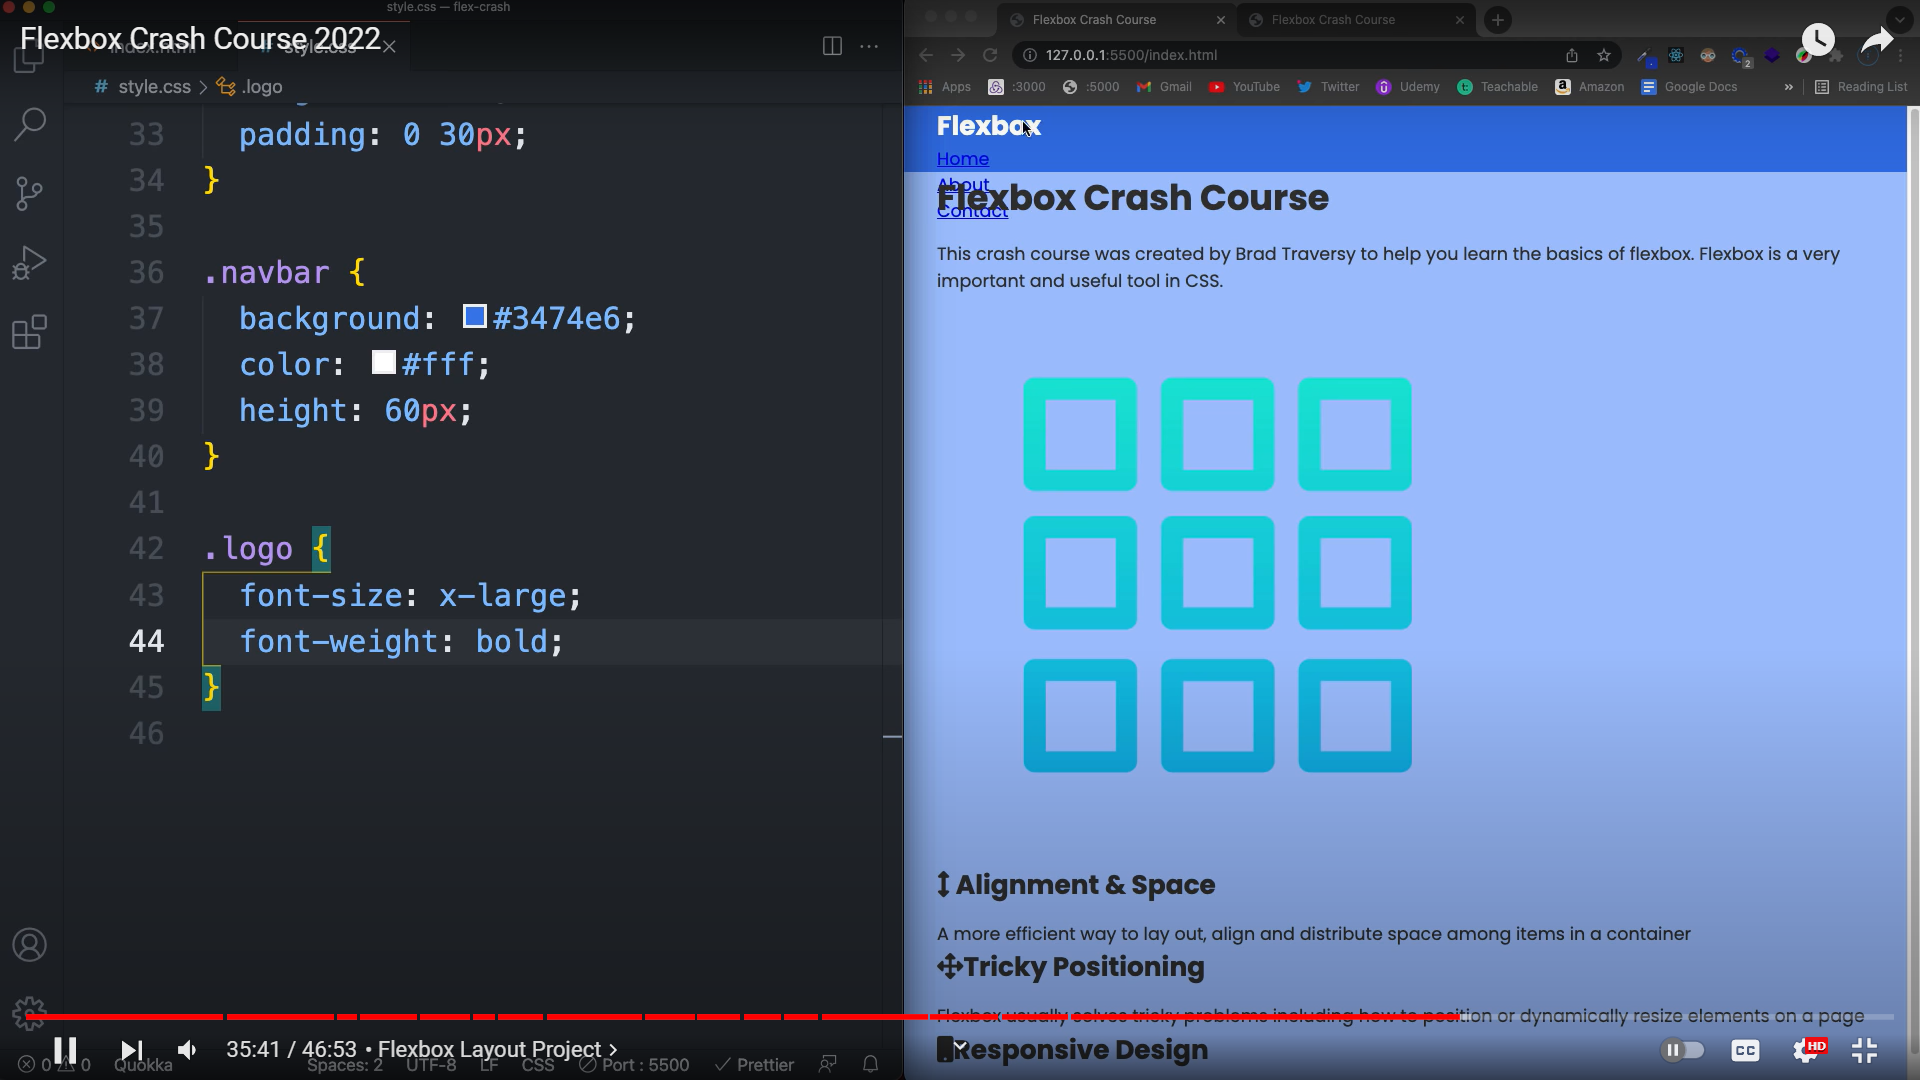 style.css — flex-crash
Flexbox Crash Course 2022
index.html
style.css
# style.css > .logo
33 padding: 0 30px;
34 }
35
36 .navbar {
37 background: #3474e6;
38 color: #fff;
39 height: 60px;
40 }
41
42 .logo {
43 font-size: x-large;
44 font-weight: bold;
45 }
46
35:41 / 46:53 • Flexbox Layout Project >
0 0 Quokka Spaces: 2 UTF-8 LF CSS Port : 5500 Prettier
Flexbox Crash Course
Flexbox Crash Course
127.0.0.1:5500/index.html
2
Apps :3000 :5000 Gmail YouTube Twitter Udemy Teachable Amazon Google Docs » Reading List
Flexbox
Home
About
Contact
Flexbox Crash Course
This crash course was created by Brad Traversy to help you learn the basics of flexbox. Flexbox is a very
important and useful tool in CSS.
Alignment & Space
A more efficient way to lay out, align and distribute space among items in a container
Tricky Positioning
Flexbox usually solves tricky problems including how to position or dynamically resize elements on a page
Responsive Design
CC
HD